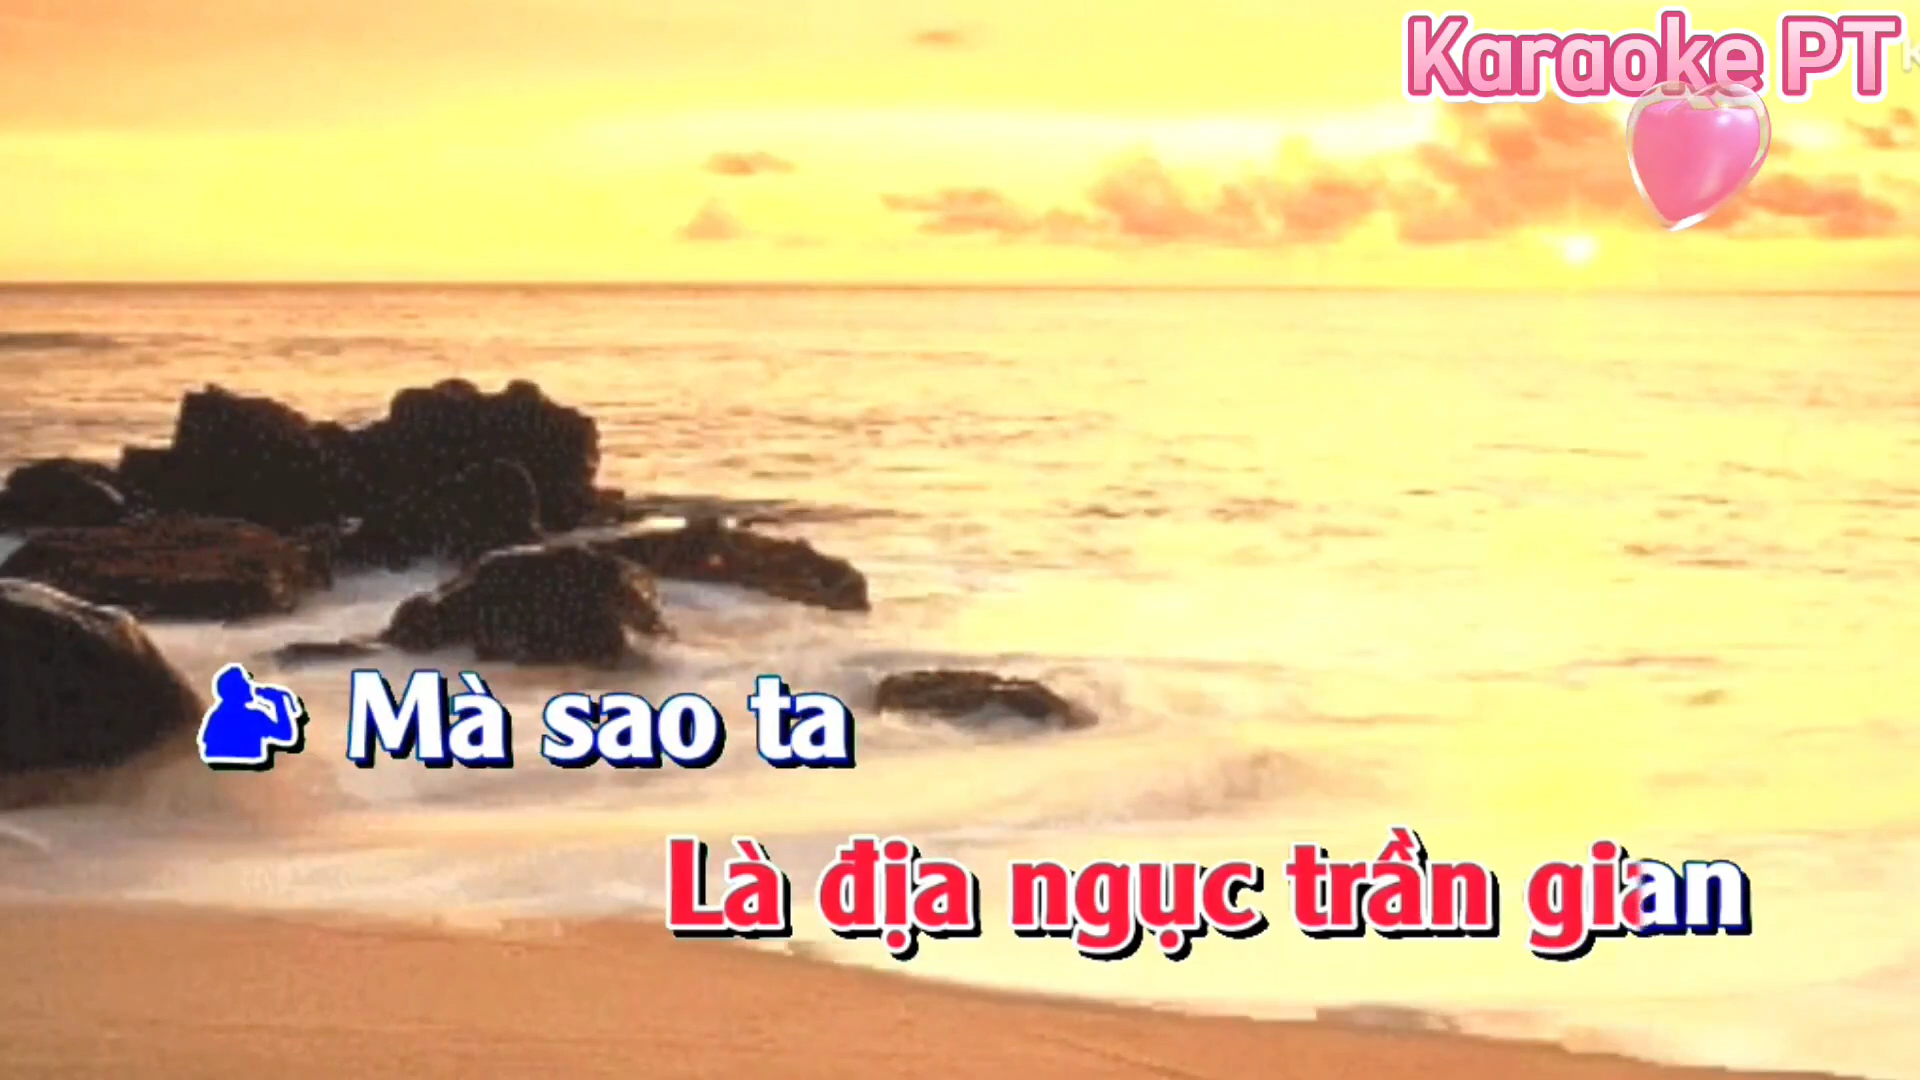 Karaoke PT
Mà sao ta
Là địa ngục trần gian